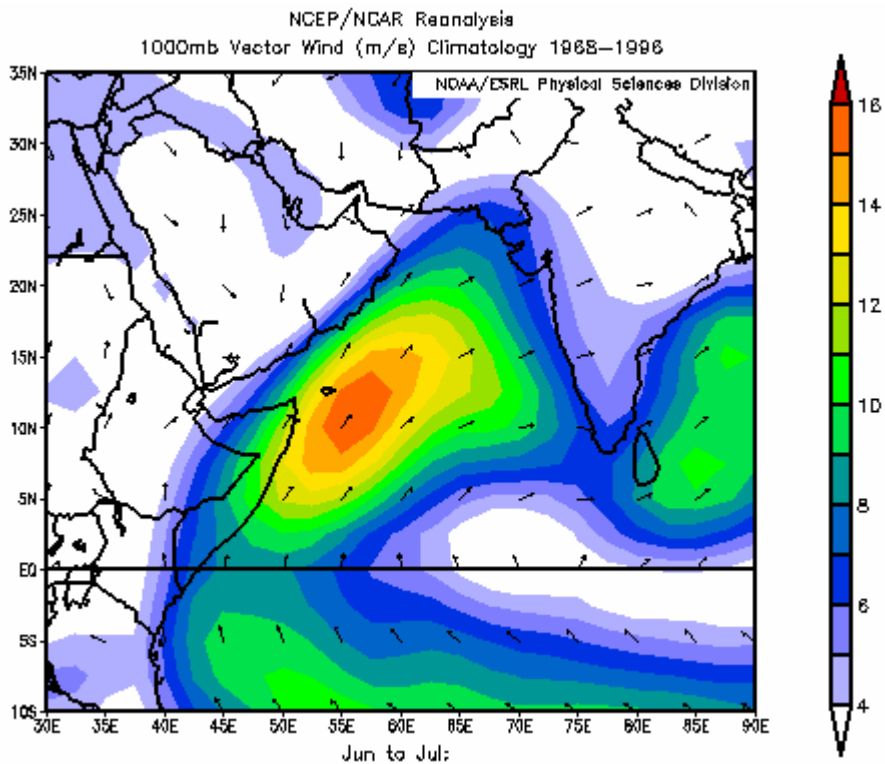 NCEP/NCAR Reanalysis
1000mb Vector Wind (m/s) Climatology 1968–1996
NOAA/ESRL Physical Sciences Division
35N
30N
25N
20N
15N
10N
5N
EQ
5S
10S
30E 35E 40E 45E 50E 55E 60E 65E 70E 75E 80E 85E 90E
Jun to Jul:
16
14
12
10
8
6
4